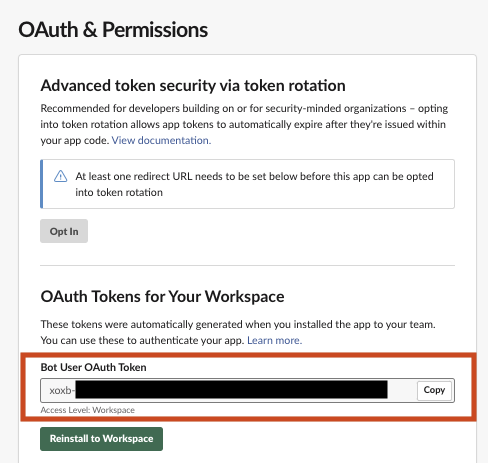 OAuth & Permissions
Advanced token security via token rotation
Recommended for developers building on or for security-minded organizations – opting
into token rotation allows app tokens to automatically expire after they're issued within
your app code. View documentation.
At least one redirect URL needs to be set below before this app can be opted
into token rotation
Opt In
OAuth Tokens for Your Workspace
These tokens were automatically generated when you installed the app to your team.
You can use these to authenticate your app. Learn more.
Bot User OAuth Token
xoxb-
Copy
Access Level: Workspace
Reinstall to Workspace